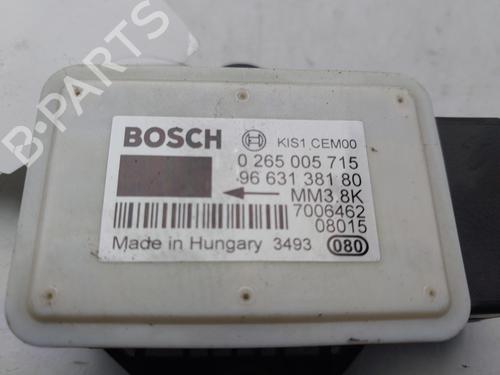 B-PARTS
BOSCH KIS1 CEM00
0 265 005 715
96 631 381 80
MM3.8K
7006462
08015
Made in Hungary 3493 080